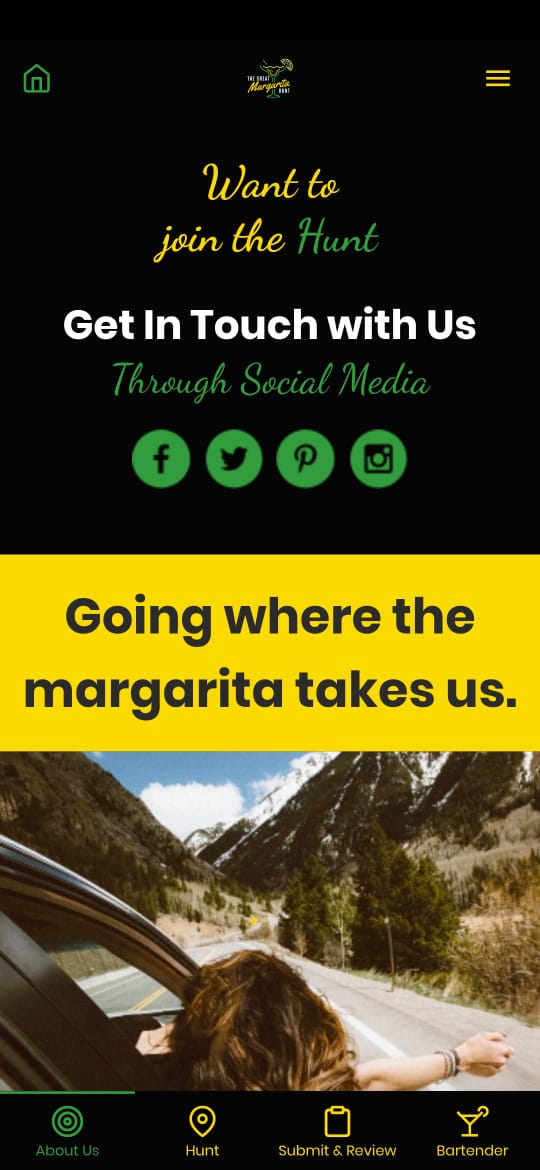 THE GREAT
Margarita
HUNT
Want to
join the Hunt
Get In Touch with Us
Through Social Media
Going where the
margarita takes us.
About Us
Hunt
Submit & Review
Bartender